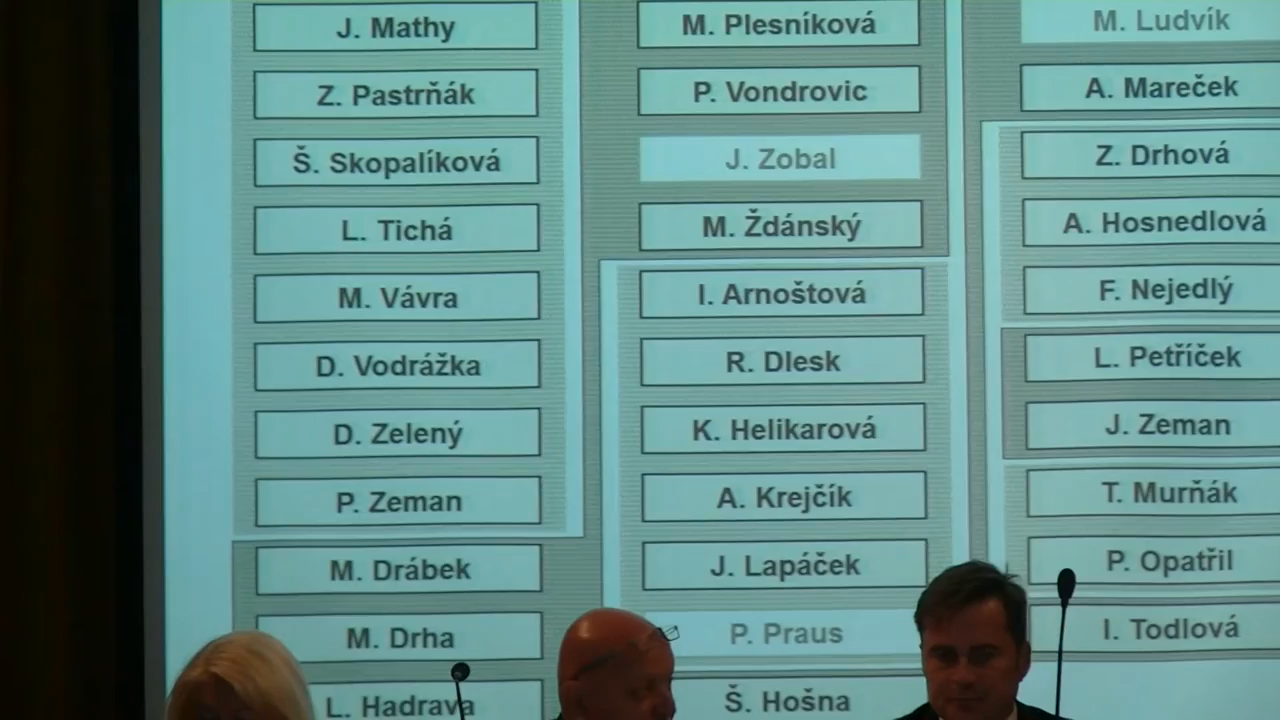 J. Mathy
Z. Pastrňák
Š. Skopalíková
L. Tichá
M. Vávra
D. Vodrážka
D. Zelený
P. Zeman
M. Drábek
M. Drha
L. Hadrava
M. Plesníková
P. Vondrovic
J. Zobal
M. Ždánský
I. Arnoštová
R. Dlesk
K. Helikarová
A. Krejčík
J. Lapáček
P. Praus
Š. Hošna
M. Ludvík
A. Mareček
Z. Drhová
A. Hosnedlová
F. Nejedlý
L. Petříček
J. Zeman
T. Murňák
P. Opatřil
I. Todlová